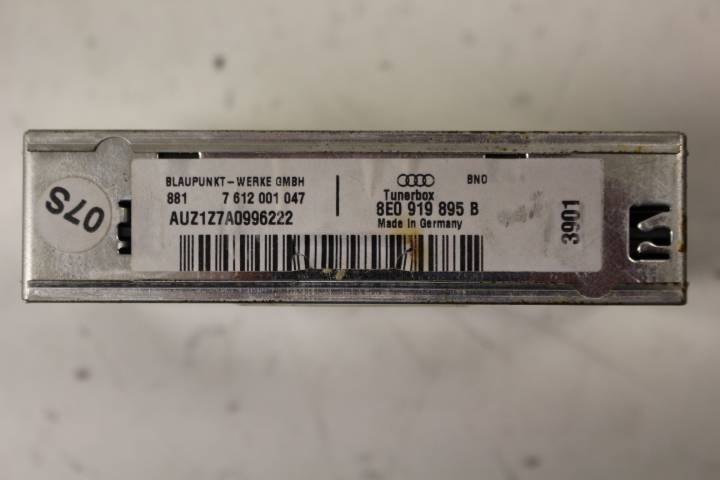 07S
BLAUPUNKT-WERKE GMBH
881 7 612 001 047
AUZ1Z7A0996222
BNO
Tunerbox
8E0 919 895 B
Made in Germany
3901